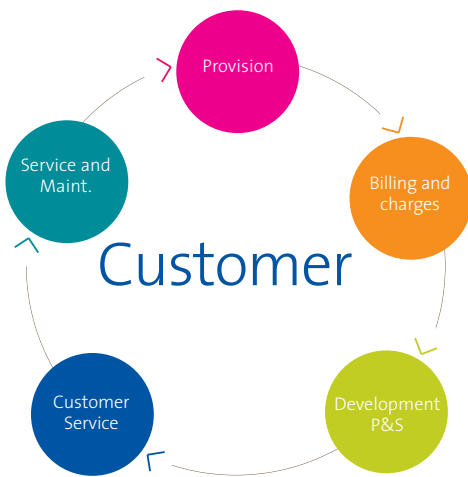 Provision
Billing and
charges
Development
P&S
Customer
Service
Service and
Maint.
Customer